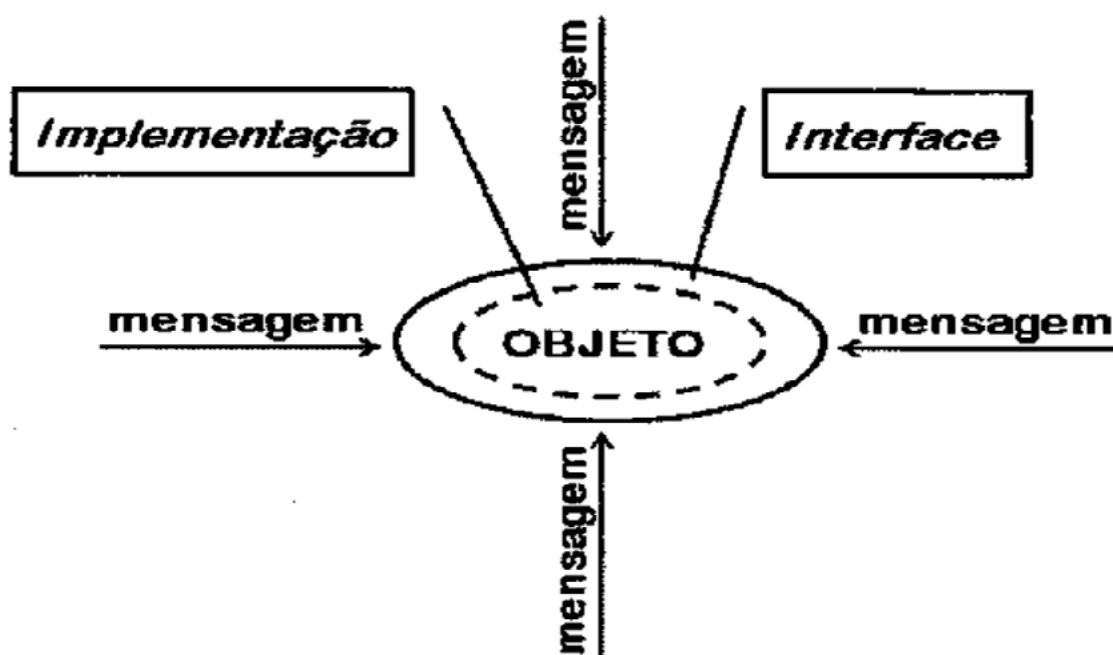 mensagem
Implementação
Interface
mensagem
OBJETO
mensagem
mensagem